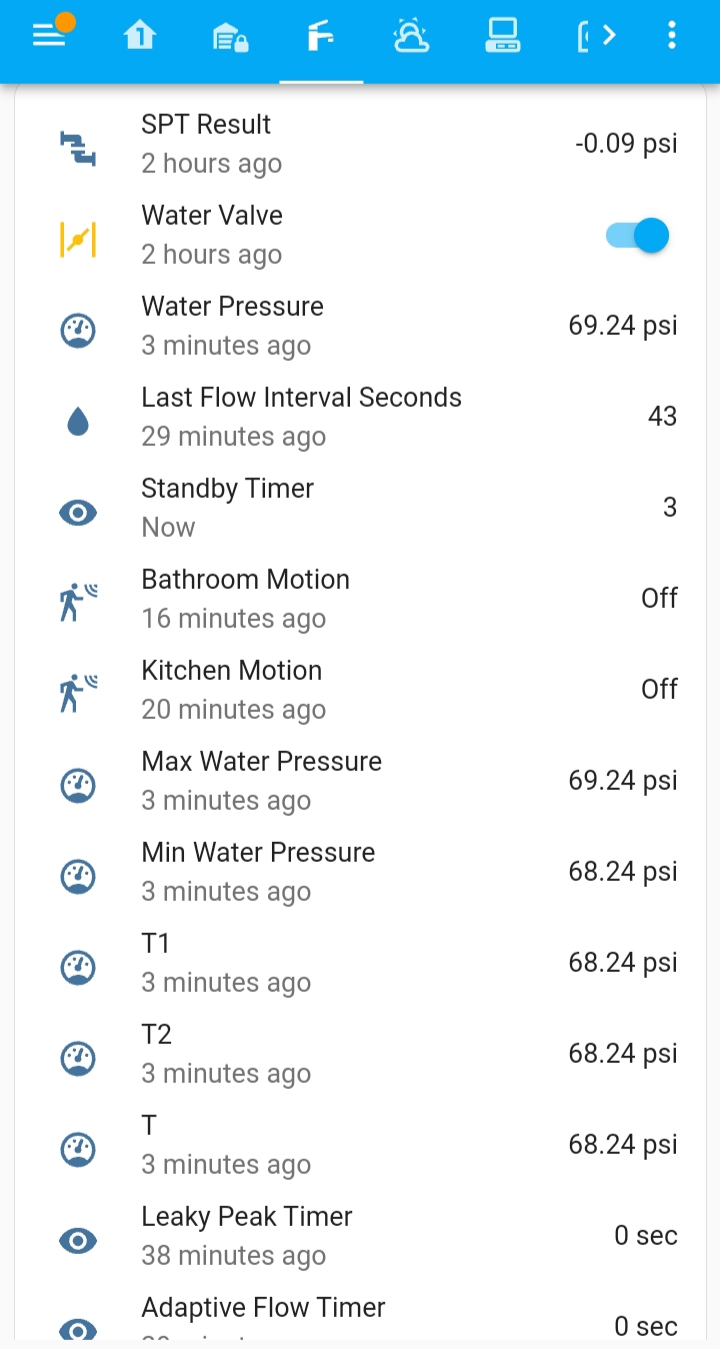 1
SPT Result
2 hours ago
-0.09 psi
Water Valve
2 hours ago
Water Pressure
3 minutes ago
69.24 psi
Last Flow Interval Seconds
29 minutes ago
43
Standby Timer
Now
3
Bathroom Motion
16 minutes ago
Off
Kitchen Motion
20 minutes ago
Off
Max Water Pressure
3 minutes ago
69.24 psi
Min Water Pressure
3 minutes ago
68.24 psi
T1
3 minutes ago
68.24 psi
T2
3 minutes ago
68.24 psi
T
3 minutes ago
68.24 psi
Leaky Peak Timer
38 minutes ago
0 sec
Adaptive Flow Timer
0 sec